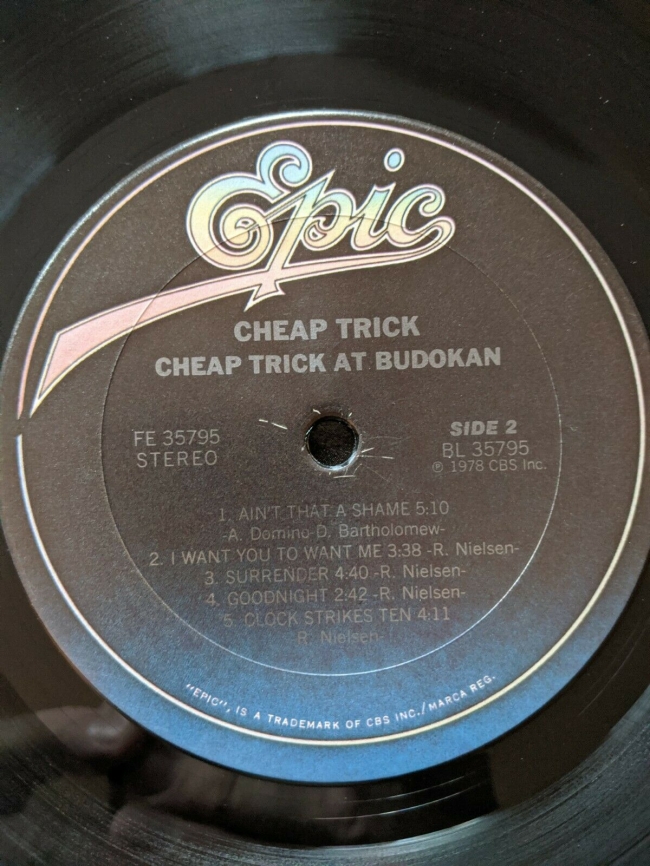 Epic
CHEAP TRICK
CHEAP TRICK AT BUDOKAN
FE 35795
STEREO
SIDE 2
BL 35795
℗ 1978 CBS Inc.
1. AIN'T THAT A SHAME 5:10
-A. Domino-D. Bartholomew-
2. I WANT YOU TO WANT ME 3:38 -R. Nielsen-
3. SURRENDER 4:40 -R. Nielsen-
4. GOODNIGHT 2:42 -R. Nielsen-
5. CLOCK STRIKES TEN 4:11
R. Nielsen-
"EPIC", IS A TRADEMARK OF CBS INC./MARCA REG.